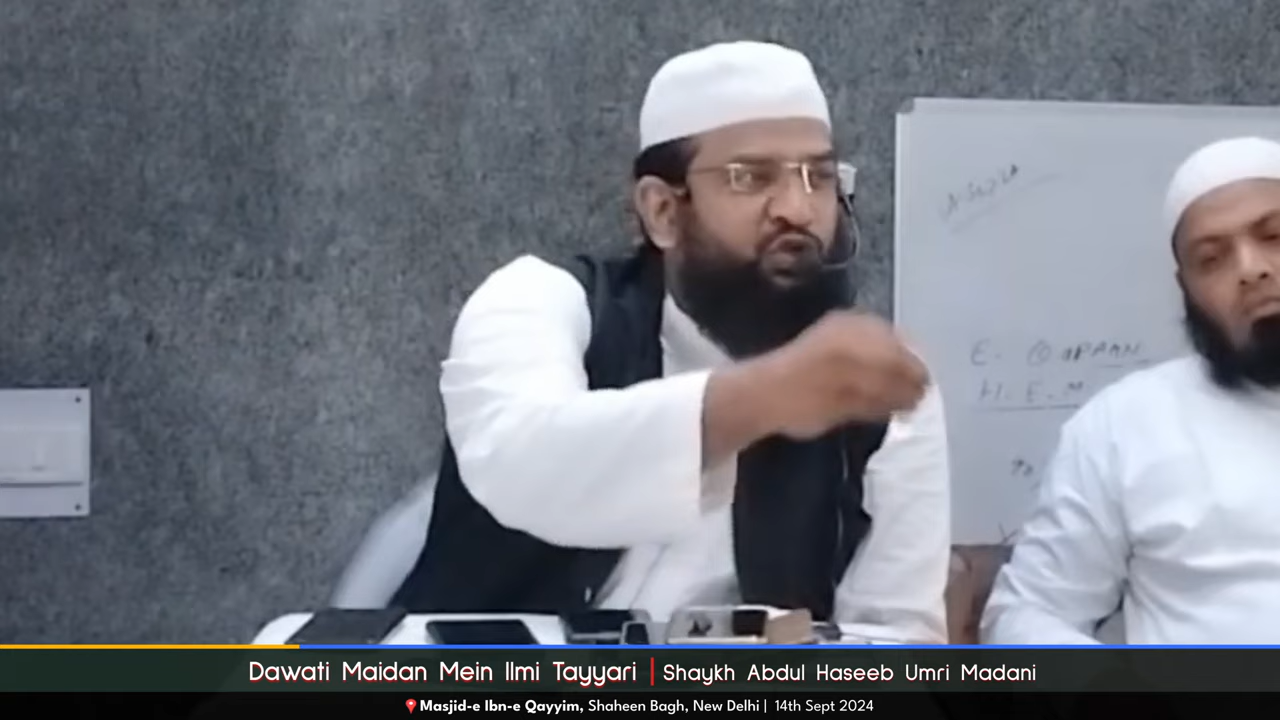 Dawati Maidan Mein Ilmi Tayyari | Shaykh Abdul Haseeb Umri Madani
Masjid-e Ibn-e Qayyim, Shaheen Bagh, New Delhi | 14th Sept 2024